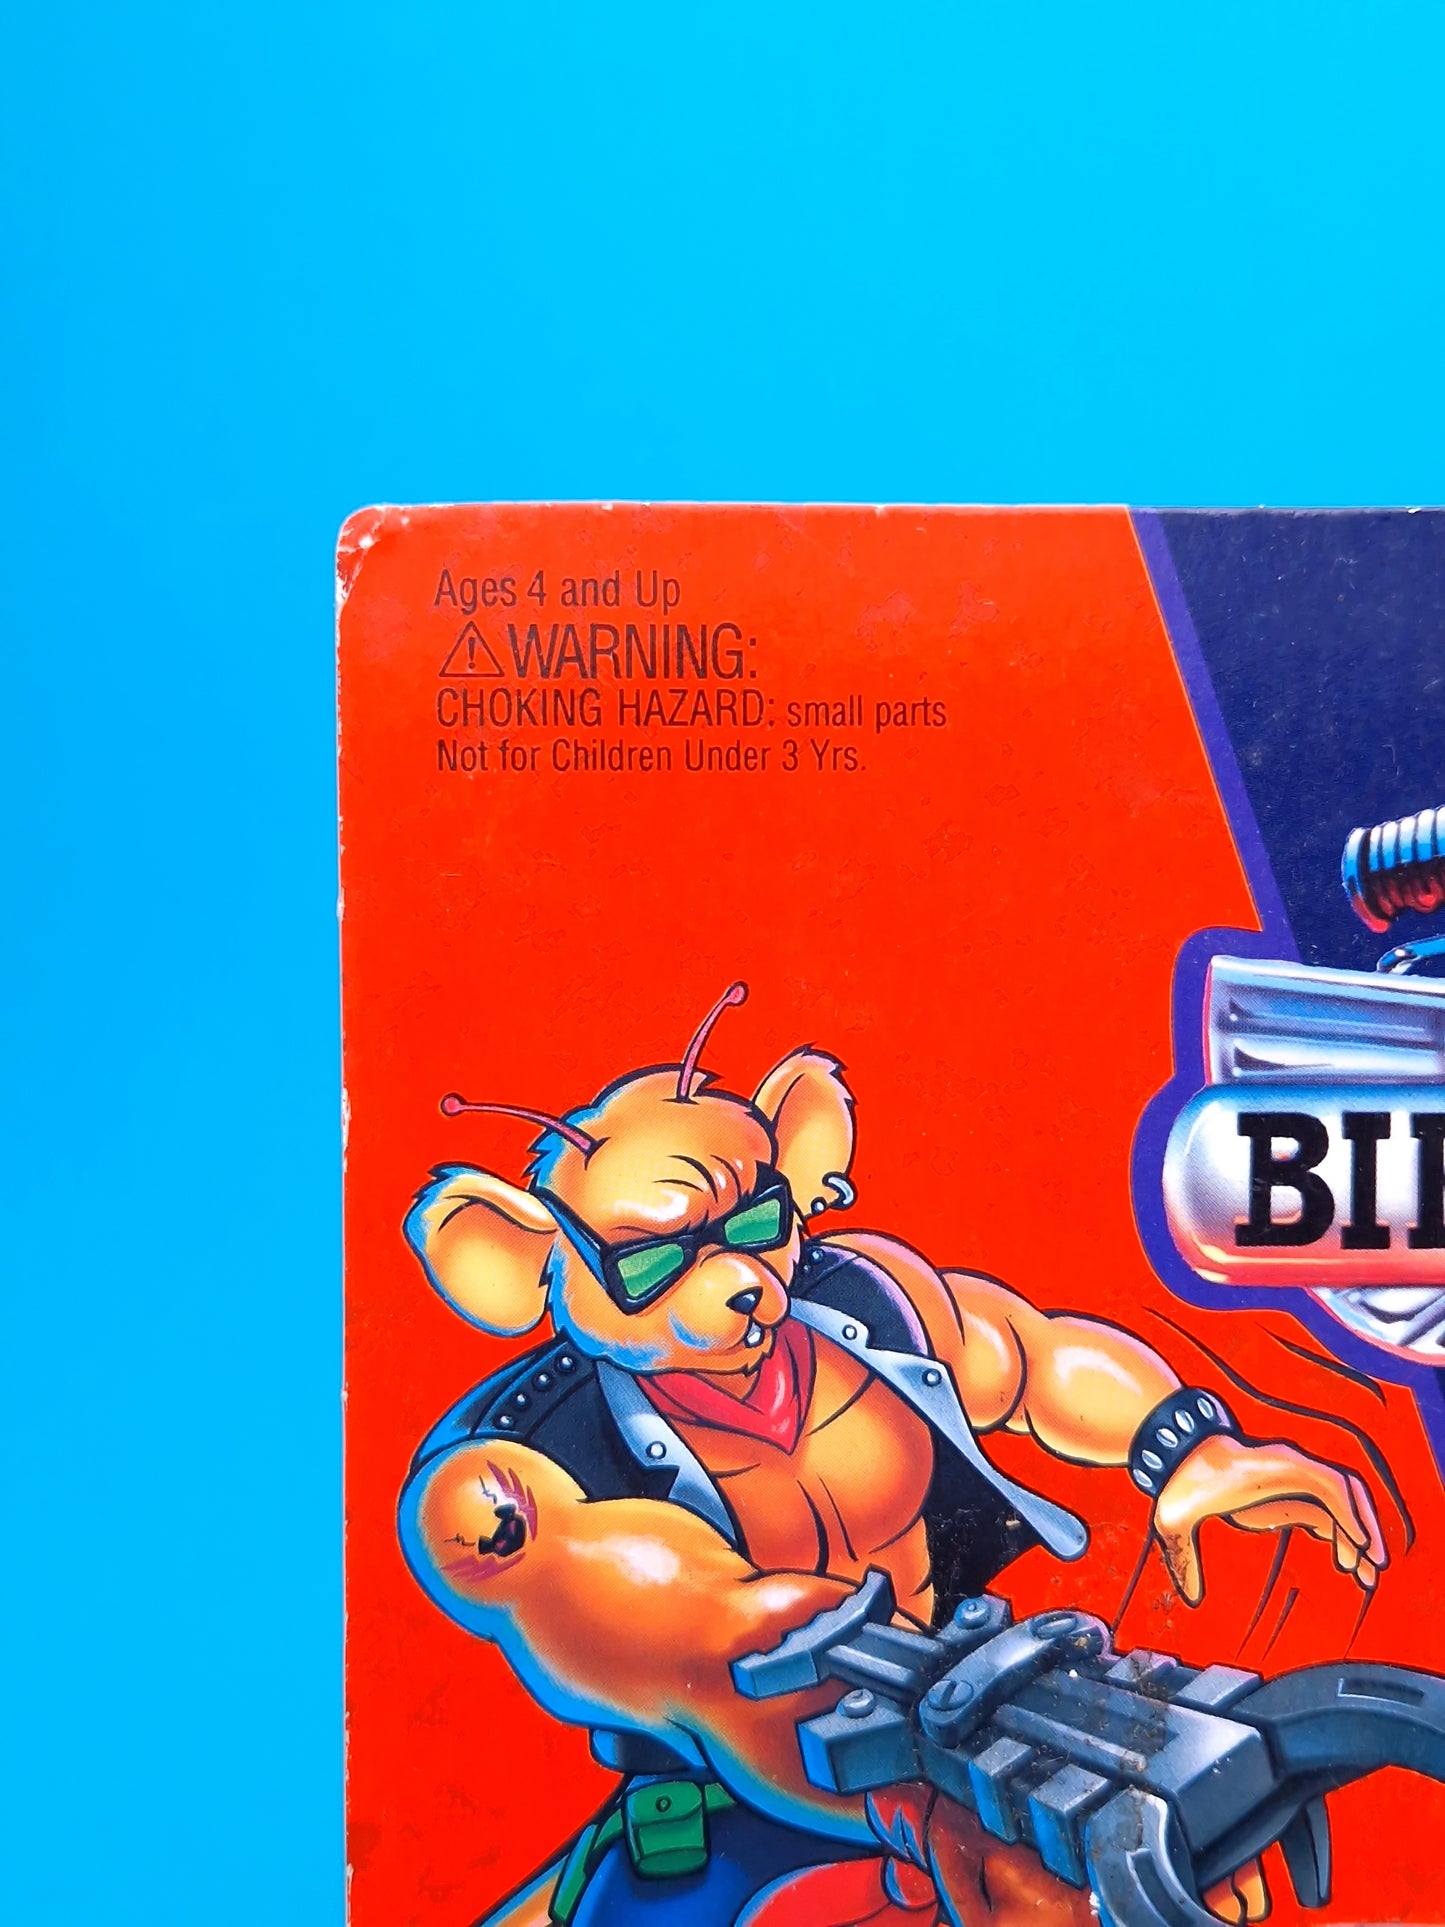 Ages 4 and Up
⚠WARNING:
CHOKING HAZARD: small parts
Not for Children Under 3 Yrs.